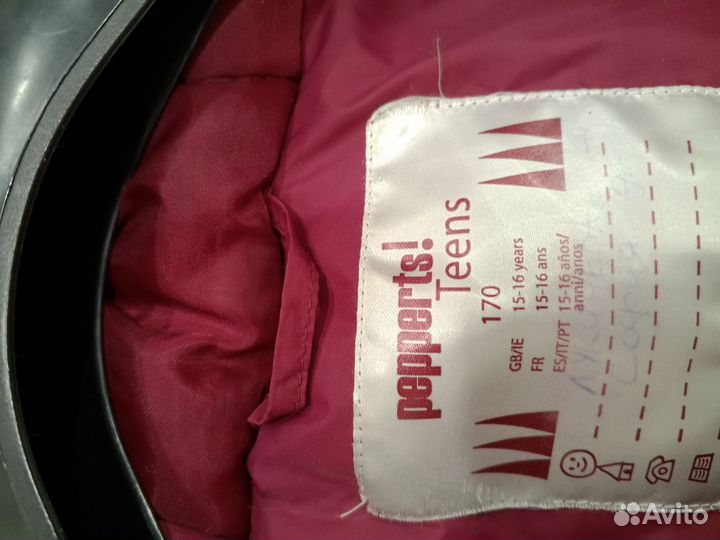 pepperts!
Teens
170
GB/IE 15-16 years
FR 15-16 ans
ES/IT/PT 15-16 años/
anni/anos
София
Avito